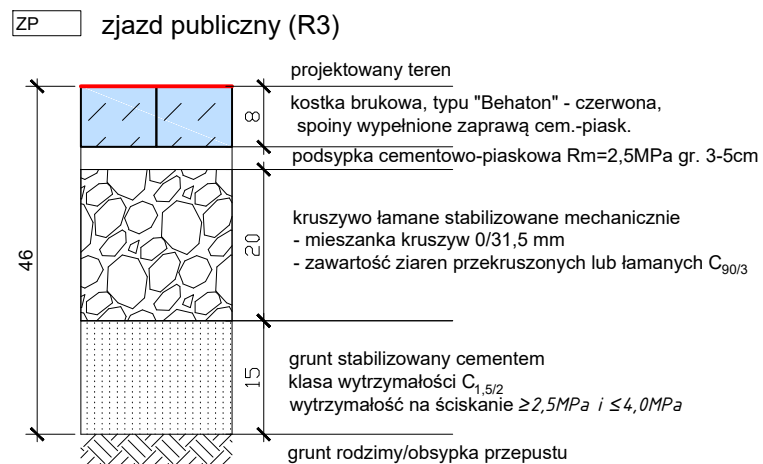 ZP zjazd publiczny (R3)
projektowany teren
kostka brukowa, typu "Behaton" - czerwona,
spoiny wypełnione zaprawą cem.-piask.
8
podsypka cementowo-piaskowa Rm=2,5MPa gr. 3-5cm
kruszywo łamane stabilizowane mechanicznie
- mieszanka kruszyw 0/31,5 mm
- zawartość ziaren przekruszonych lub łamanych C90/3
20
46
grunt stabilizowany cementem
klasa wytrzymałości C1,5/2
wytrzymałość na ściskanie ≥2,5MPa i ≤4,0MPa
15
grunt rodzimy/obsypka przepustu